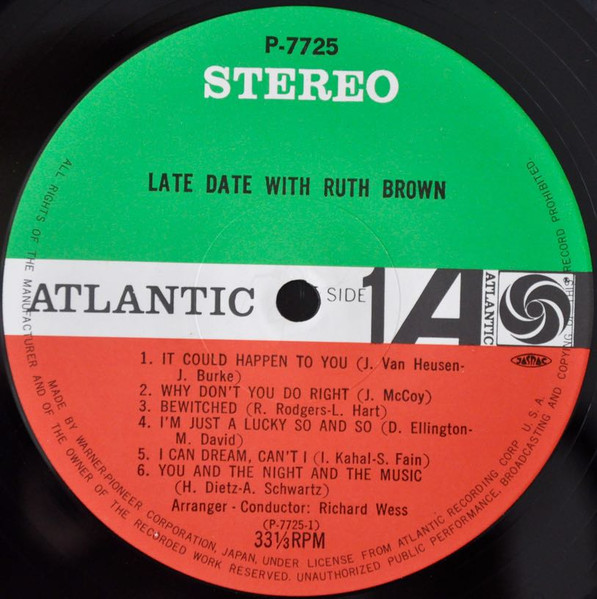 P-7725
STEREO
LATE DATE WITH RUTH BROWN
ATLANTIC
SIDE 1
A
ATLANTIC
JASRAC
1. IT COULD HAPPEN TO YOU (J. Van Heusen-
J. Burke)
2. WHY DON'T YOU DO RIGHT (J. McCoy)
3. BEWITCHED (R. Rodgers-L. Hart)
4. I'M JUST A LUCKY SO AND SO (D. Ellington-
M. David)
5. I CAN DREAM, CAN'T I (I. Kahal-S. Fain)
6. YOU AND THE NIGHT AND THE MUSIC
(H. Dietz-A. Schwartz)
Arranger - Conductor: Richard Wess
(P-7725-1)
33⅓RPM
ALL RIGHTS OF THE MANUFACTURER AND OF THE OWNER OF THE RECORDED WORK RESERVED. UNAUTHORIZED PUBLIC PERFORMANCE, BROADCASTING AND COPYING RECORD PROHIBITED
MADE BY WARNER-PIONEER CORPORATION, JAPAN, UNDER LICENSE FROM ATLANTIC RECORDING CORP. U.S.A.